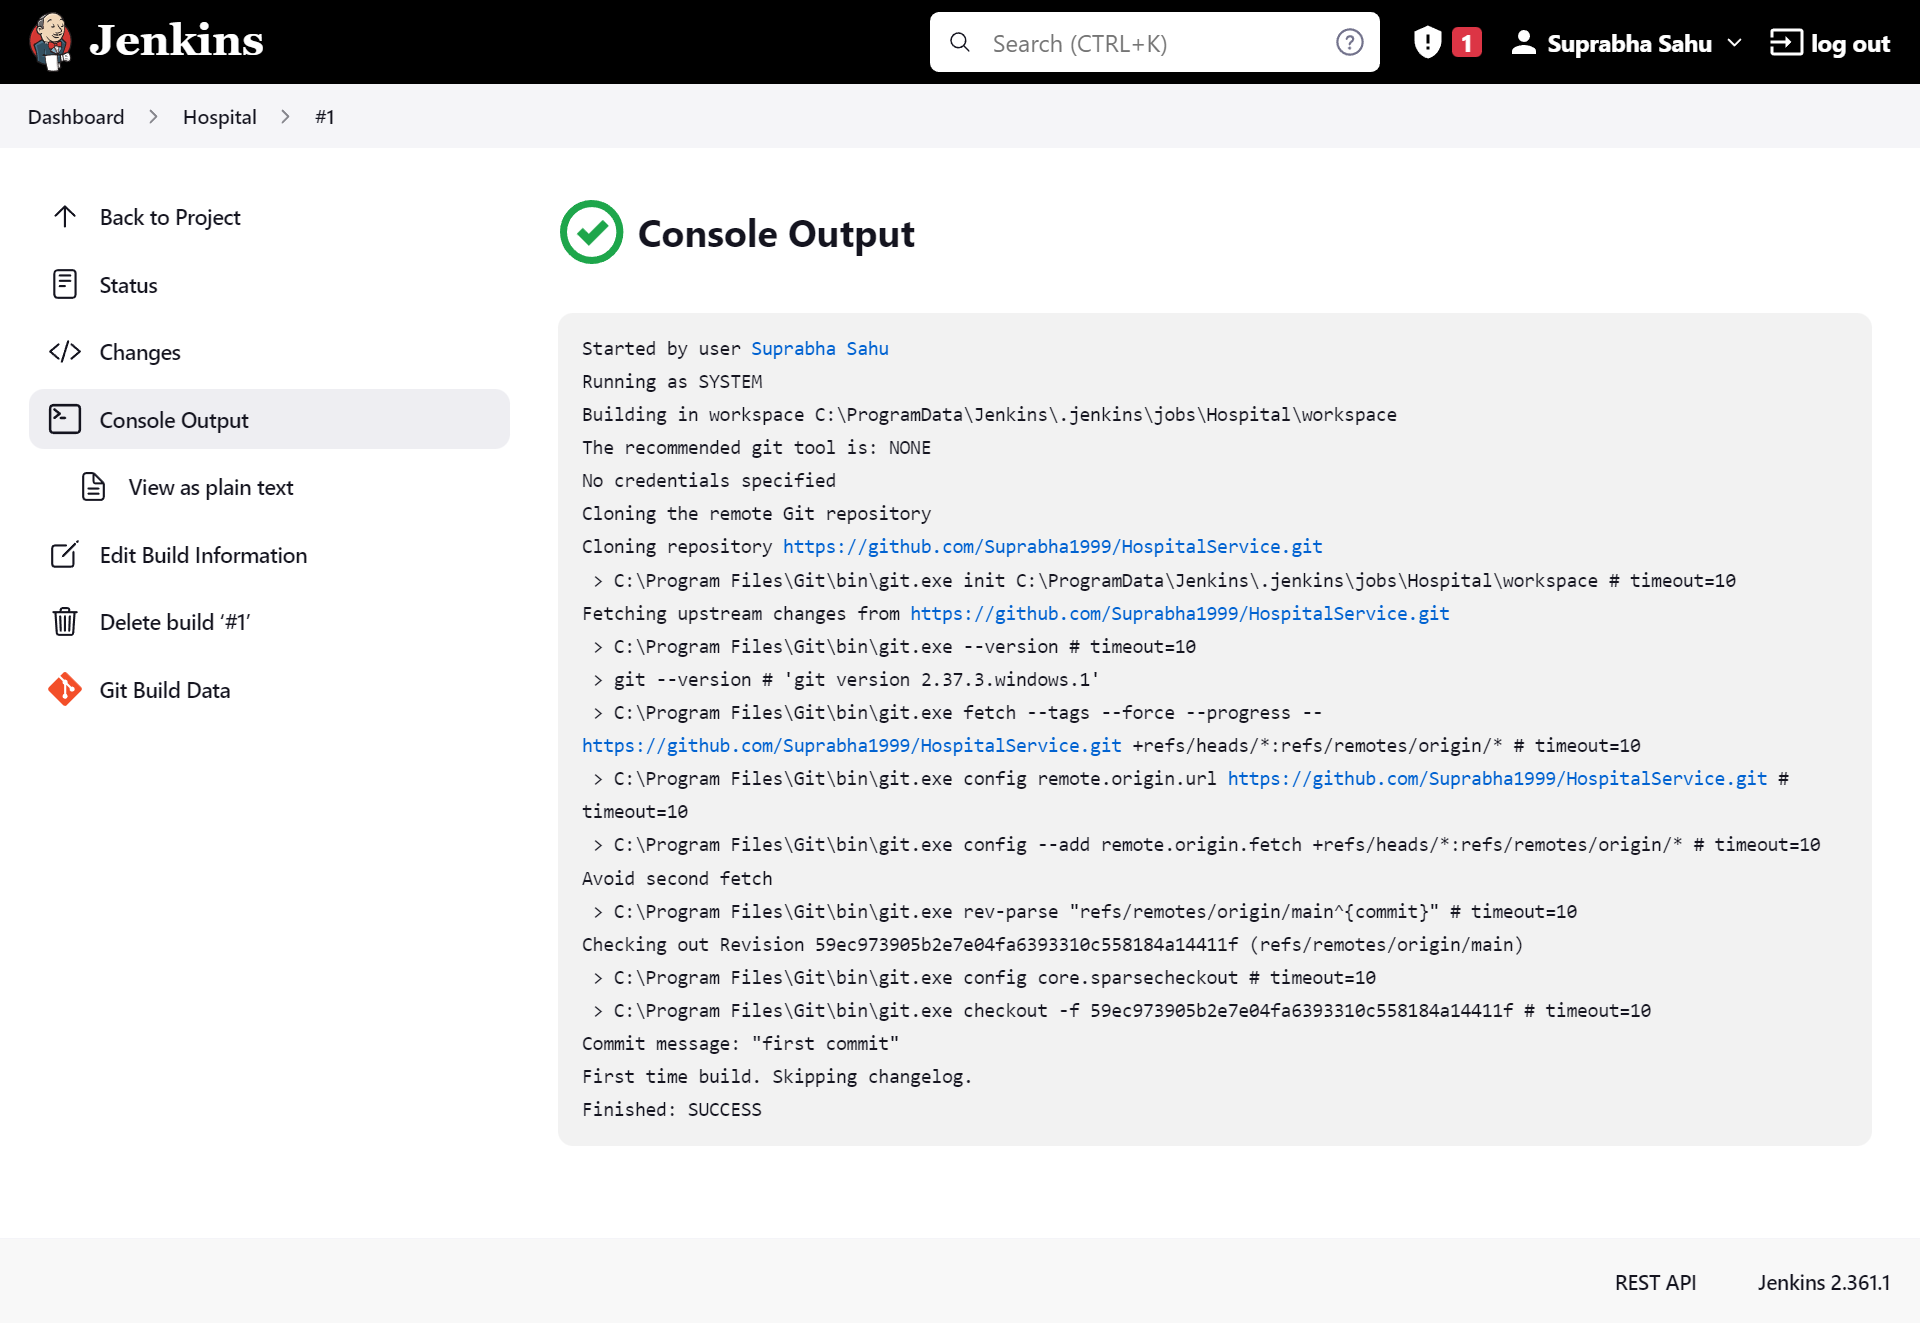 Jenkins
Search (CTRL+K)
1
Suprabha Sahu
log out
Dashboard
Hospital
#1
Back to Project
Status
Changes
Console Output
View as plain text
Edit Build Information
Delete build ‘#1’
Git Build Data
Console Output
Started by user Suprabha Sahu
Running as SYSTEM
Building in workspace C:\ProgramData\Jenkins\.jenkins\jobs\Hospital\workspace
The recommended git tool is: NONE
No credentials specified
Cloning the remote Git repository
Cloning repository https://github.com/Suprabha1999/HospitalService.git
> C:\Program Files\Git\bin\git.exe init C:\ProgramData\Jenkins\.jenkins\jobs\Hospital\workspace # timeout=10
Fetching upstream changes from https://github.com/Suprabha1999/HospitalService.git
> C:\Program Files\Git\bin\git.exe --version # timeout=10
> git --version # 'git version 2.37.3.windows.1'
> C:\Program Files\Git\bin\git.exe fetch --tags --force --progress --
https://github.com/Suprabha1999/HospitalService.git +refs/heads/*:refs/remotes/origin/* # timeout=10
> C:\Program Files\Git\bin\git.exe config remote.origin.url https://github.com/Suprabha1999/HospitalService.git #
timeout=10
> C:\Program Files\Git\bin\git.exe config --add remote.origin.fetch +refs/heads/*:refs/remotes/origin/* # timeout=10
Avoid second fetch
> C:\Program Files\Git\bin\git.exe rev-parse "refs/remotes/origin/main^{commit}" # timeout=10
Checking out Revision 59ec973905b2e7e04fa6393310c558184a14411f (refs/remotes/origin/main)
> C:\Program Files\Git\bin\git.exe config core.sparsecheckout # timeout=10
> C:\Program Files\Git\bin\git.exe checkout -f 59ec973905b2e7e04fa6393310c558184a14411f # timeout=10
Commit message: "first commit"
First time build. Skipping changelog.
Finished: SUCCESS
REST API
Jenkins 2.361.1